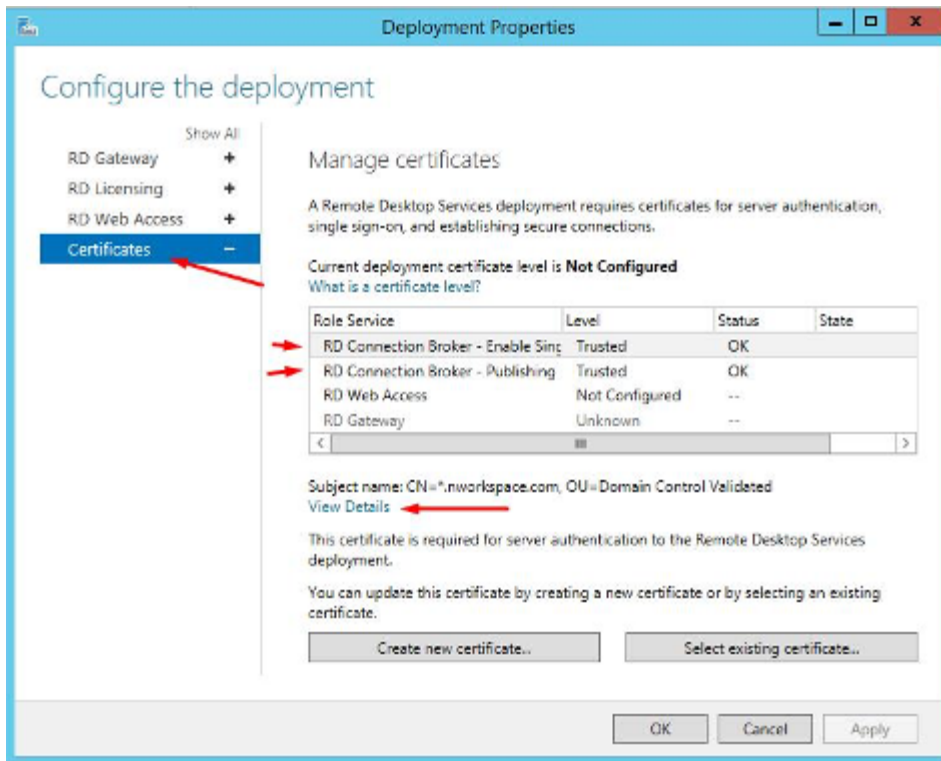 Deployment Properties
Configure the deployment
Show All
RD Gateway +
RD Licensing +
RD Web Access +
Certificates –
Manage certificates
A Remote Desktop Services deployment requires certificates for server authentication,
single sign-on, and establishing secure connections.
Current deployment certificate level is Not Configured
What is a certificate level?
Role Service Level Status State
RD Connection Broker - Enable Sing Trusted OK
RD Connection Broker - Publishing Trusted OK
RD Web Access Not Configured --
RD Gateway Unknown --
Subject name: CN=*.nworkspace.com, OU=Domain Control Validated
View Details
This certificate is required for server authentication to the Remote Desktop Services
deployment.
You can update this certificate by creating a new certificate or by selecting an existing
certificate.
Create new certificate... Select existing certificate...
OK Cancel Apply